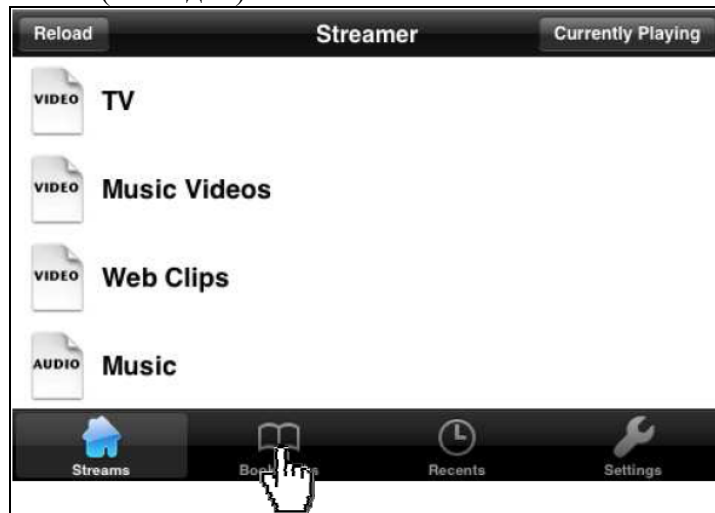 Reload Streamer Currently Playing
VIDEO TV
VIDEO Music Videos
VIDEO Web Clips
AUDIO Music
Streams Recents Settings